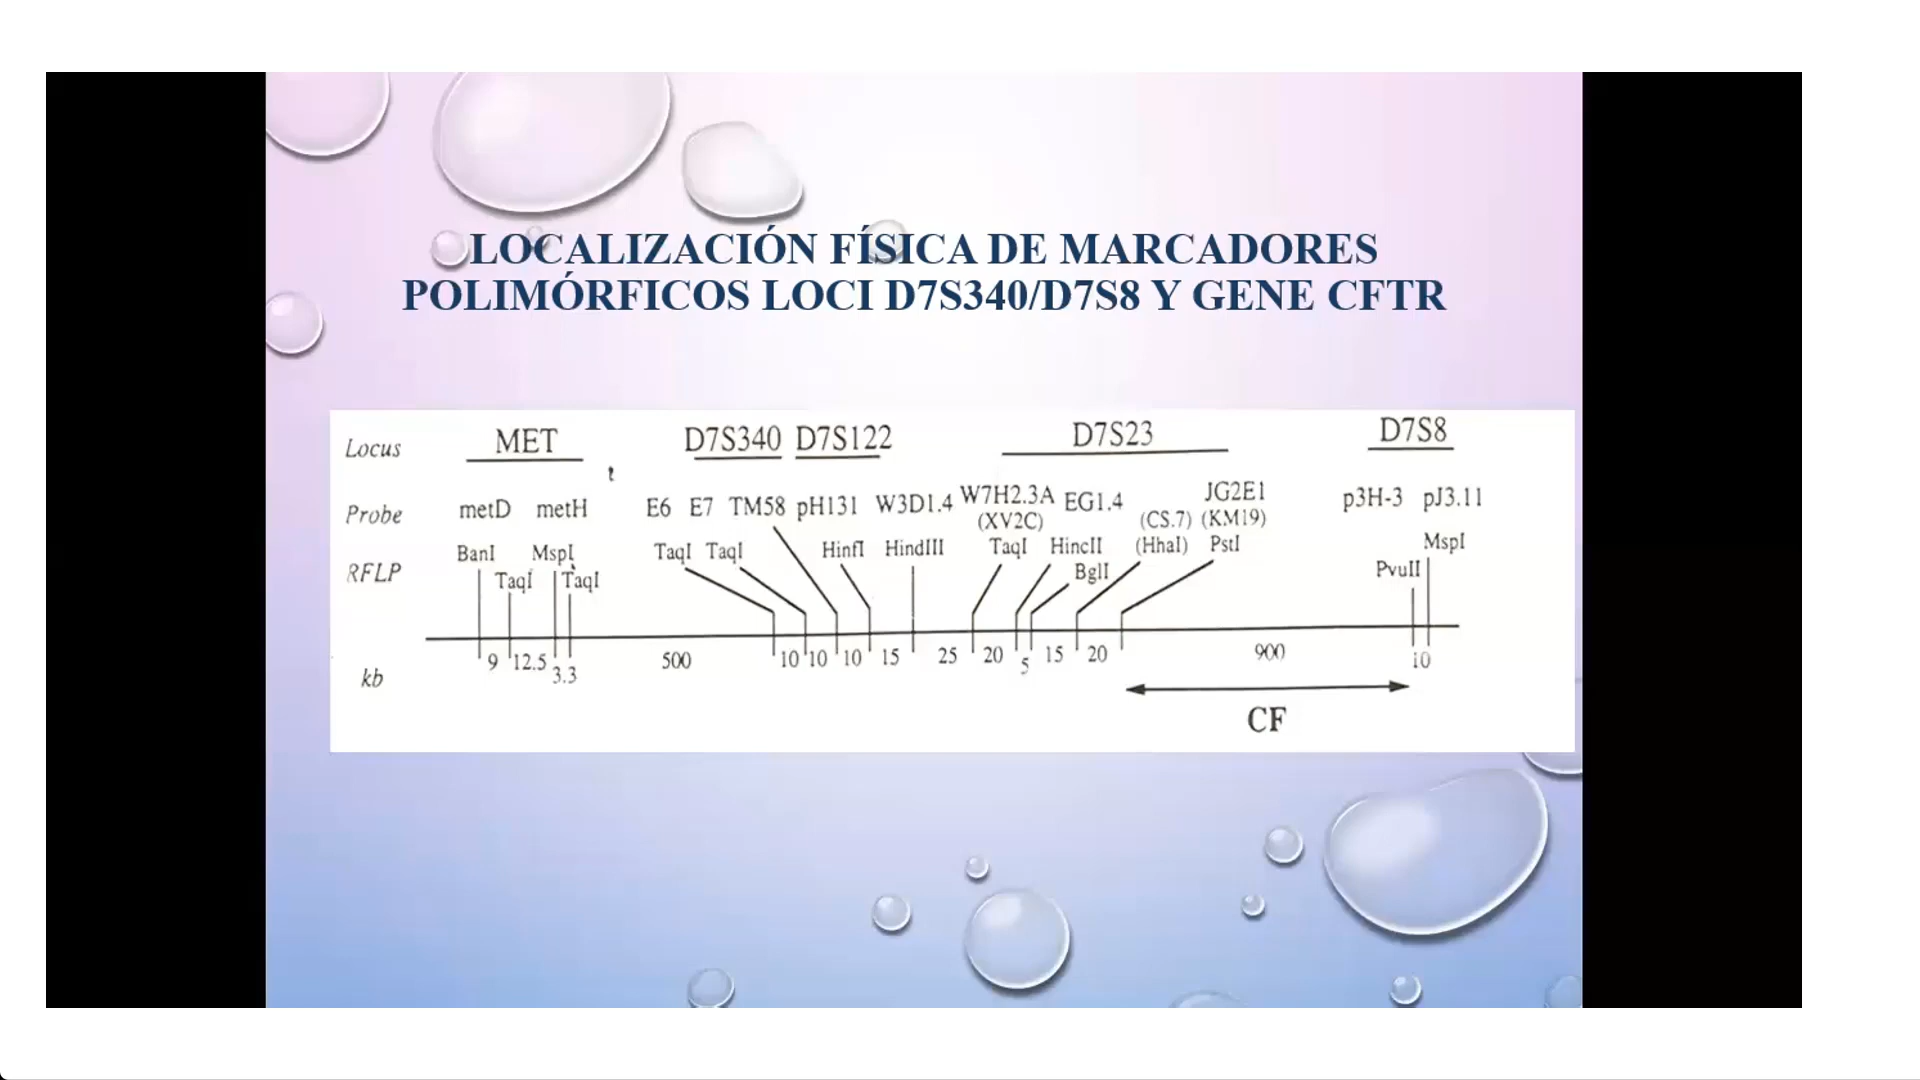 LOCALIZACIÓN FÍSICA DE MARCADORES
POLIMÓRFICOS LOCI D7S340/D7S8 Y GENE CFTR
Locus MET D7S340 D7S122 D7S23 D7S8
Probe metD metH E6 E7 TM58 pH131 W3D1.4 W7H2.3A (XV2C) EG1.4 (CS.7) JG2E1 (KM19) p3H-3 pJ3.11
RFLP BanI TaqI MspI TaqI TaqI TaqI HinfI HindIII TaqI HincII BglI (HhaI) PstI PvuII MspI
kb 9 12.5 3.3 500 10 10 10 15 25 20 5 15 20 900 10
CF